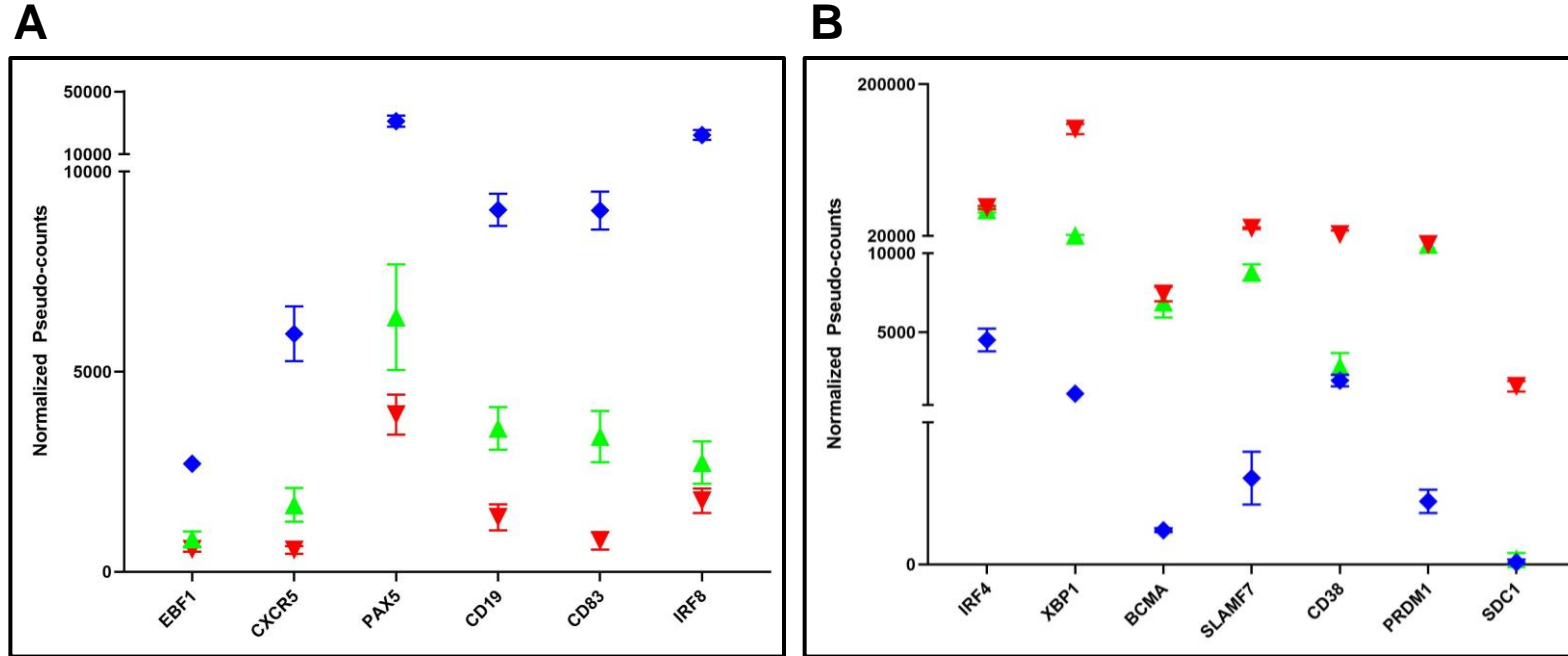 A
B
Normalized Pseudo-counts
50000
10000
10000
5000
0
EBF1
CXCR5
PAX5
CD19
CD83
IRF8
Normalized Pseudo-counts
200000
20000
10000
5000
0
IRF4
XBP1
BCMA
SLAMF7
CD38
PRDM1
SDC1